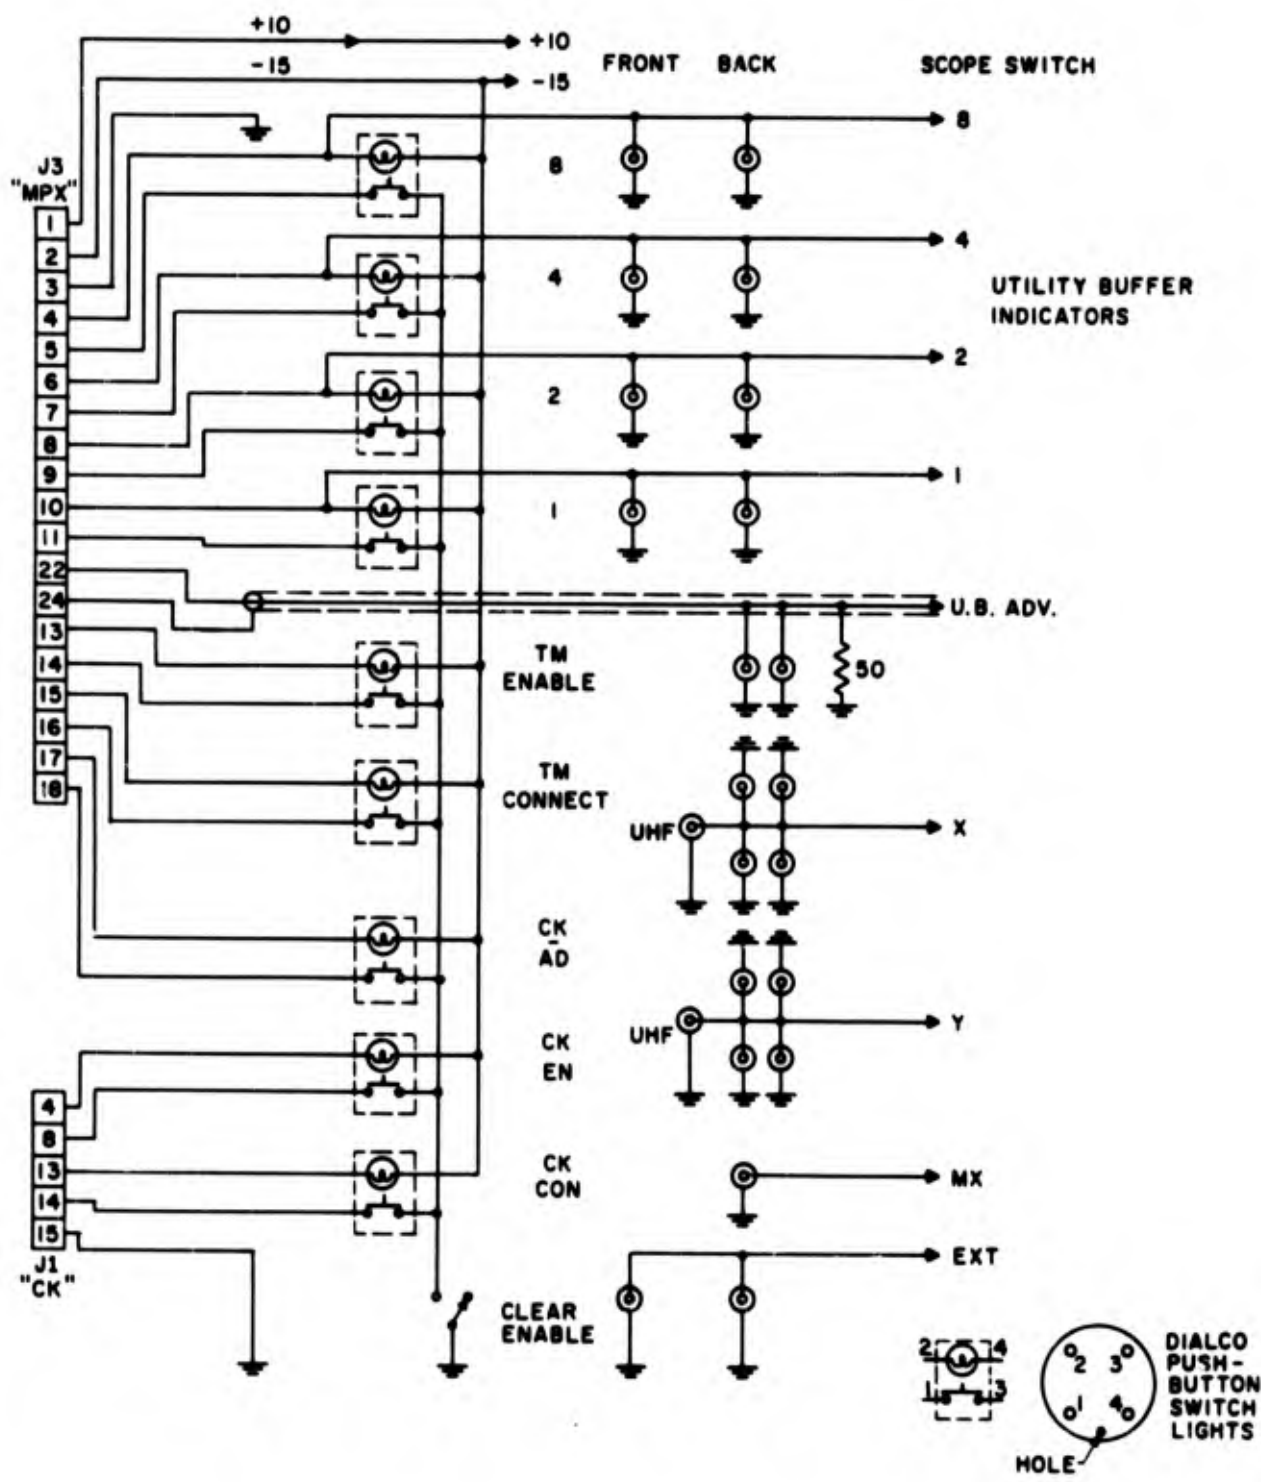 +10
+10
-15
-15
FRONT BACK SCOPE SWITCH
8
8
J3
"MPX"
1
2
3
4
5
6
7
8
9
10
11
22
24
13
14
15
16
17
18
4
4
UTILITY BUFFER
INDICATORS
2
2
1
1
U.B. ADV.
50
TM
ENABLE
TM
CONNECT
UHF
X
CK
-
AD
UHF
Y
CK
EN
4
8
13
14
15
J1
"CK"
CK
CON
MX
EXT
CLEAR
ENABLE
2 4
1 3
2 3
1 4
HOLE
DIALCO
PUSH-
BUTTON
SWITCH
LIGHTS